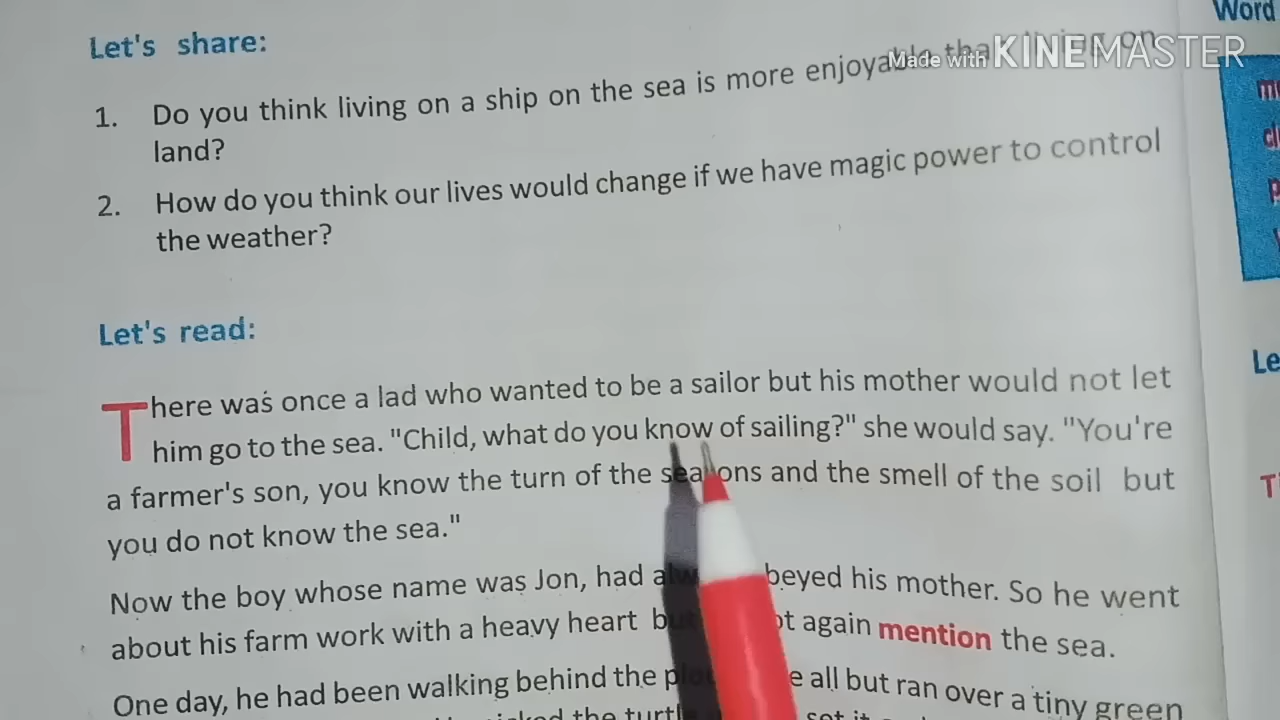 Word
Made with KINEMASTER
Let's share:
1. Do you think living on a ship on the sea is more enjoyable on
land?
2. How do you think our lives would change if we have magic power to control
the weather?
Let's read:
Le
There was once a lad who wanted to be a sailor but his mother would not let
him go to the sea. "Child, what do you know of sailing?" she would say. "You're
a farmer's son, you know the turn of the seasons and the smell of the soil but
you do not know the sea."
Now the boy whose name was Jon, had his mother. So he went
about his farm work with a heavy heart again mention the sea.
One day, he had been walking behind the all but ran over a tiny green
the